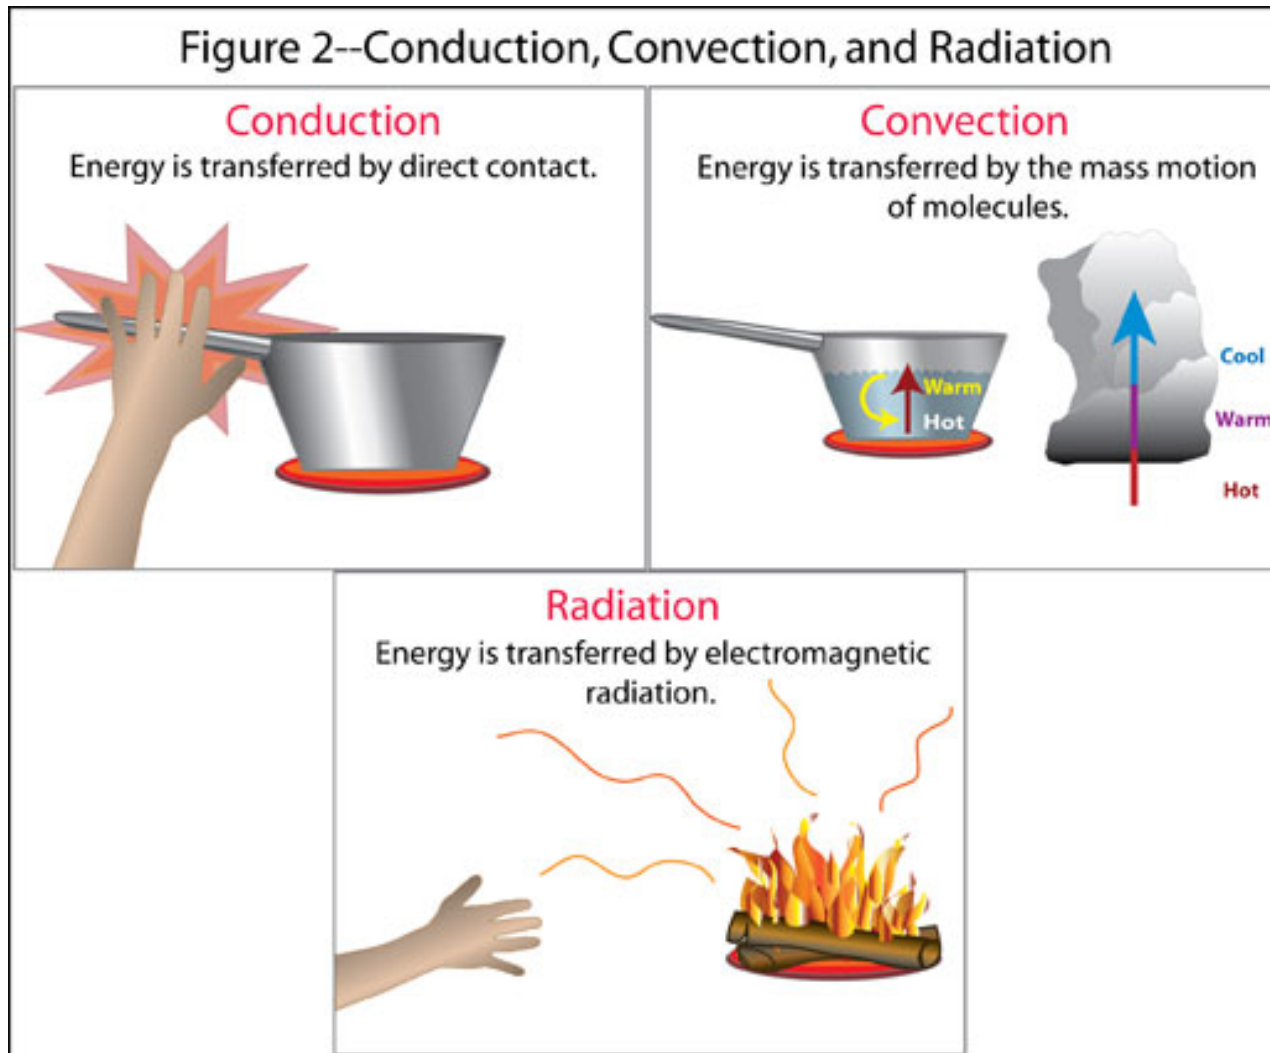 Figure 2--Conduction, Convection, and Radiation
Conduction
Energy is transferred by direct contact.
Convection
Energy is transferred by the mass motion
of molecules.
Warm
Hot
Cool
Warm
Hot
Radiation
Energy is transferred by electromagnetic
radiation.